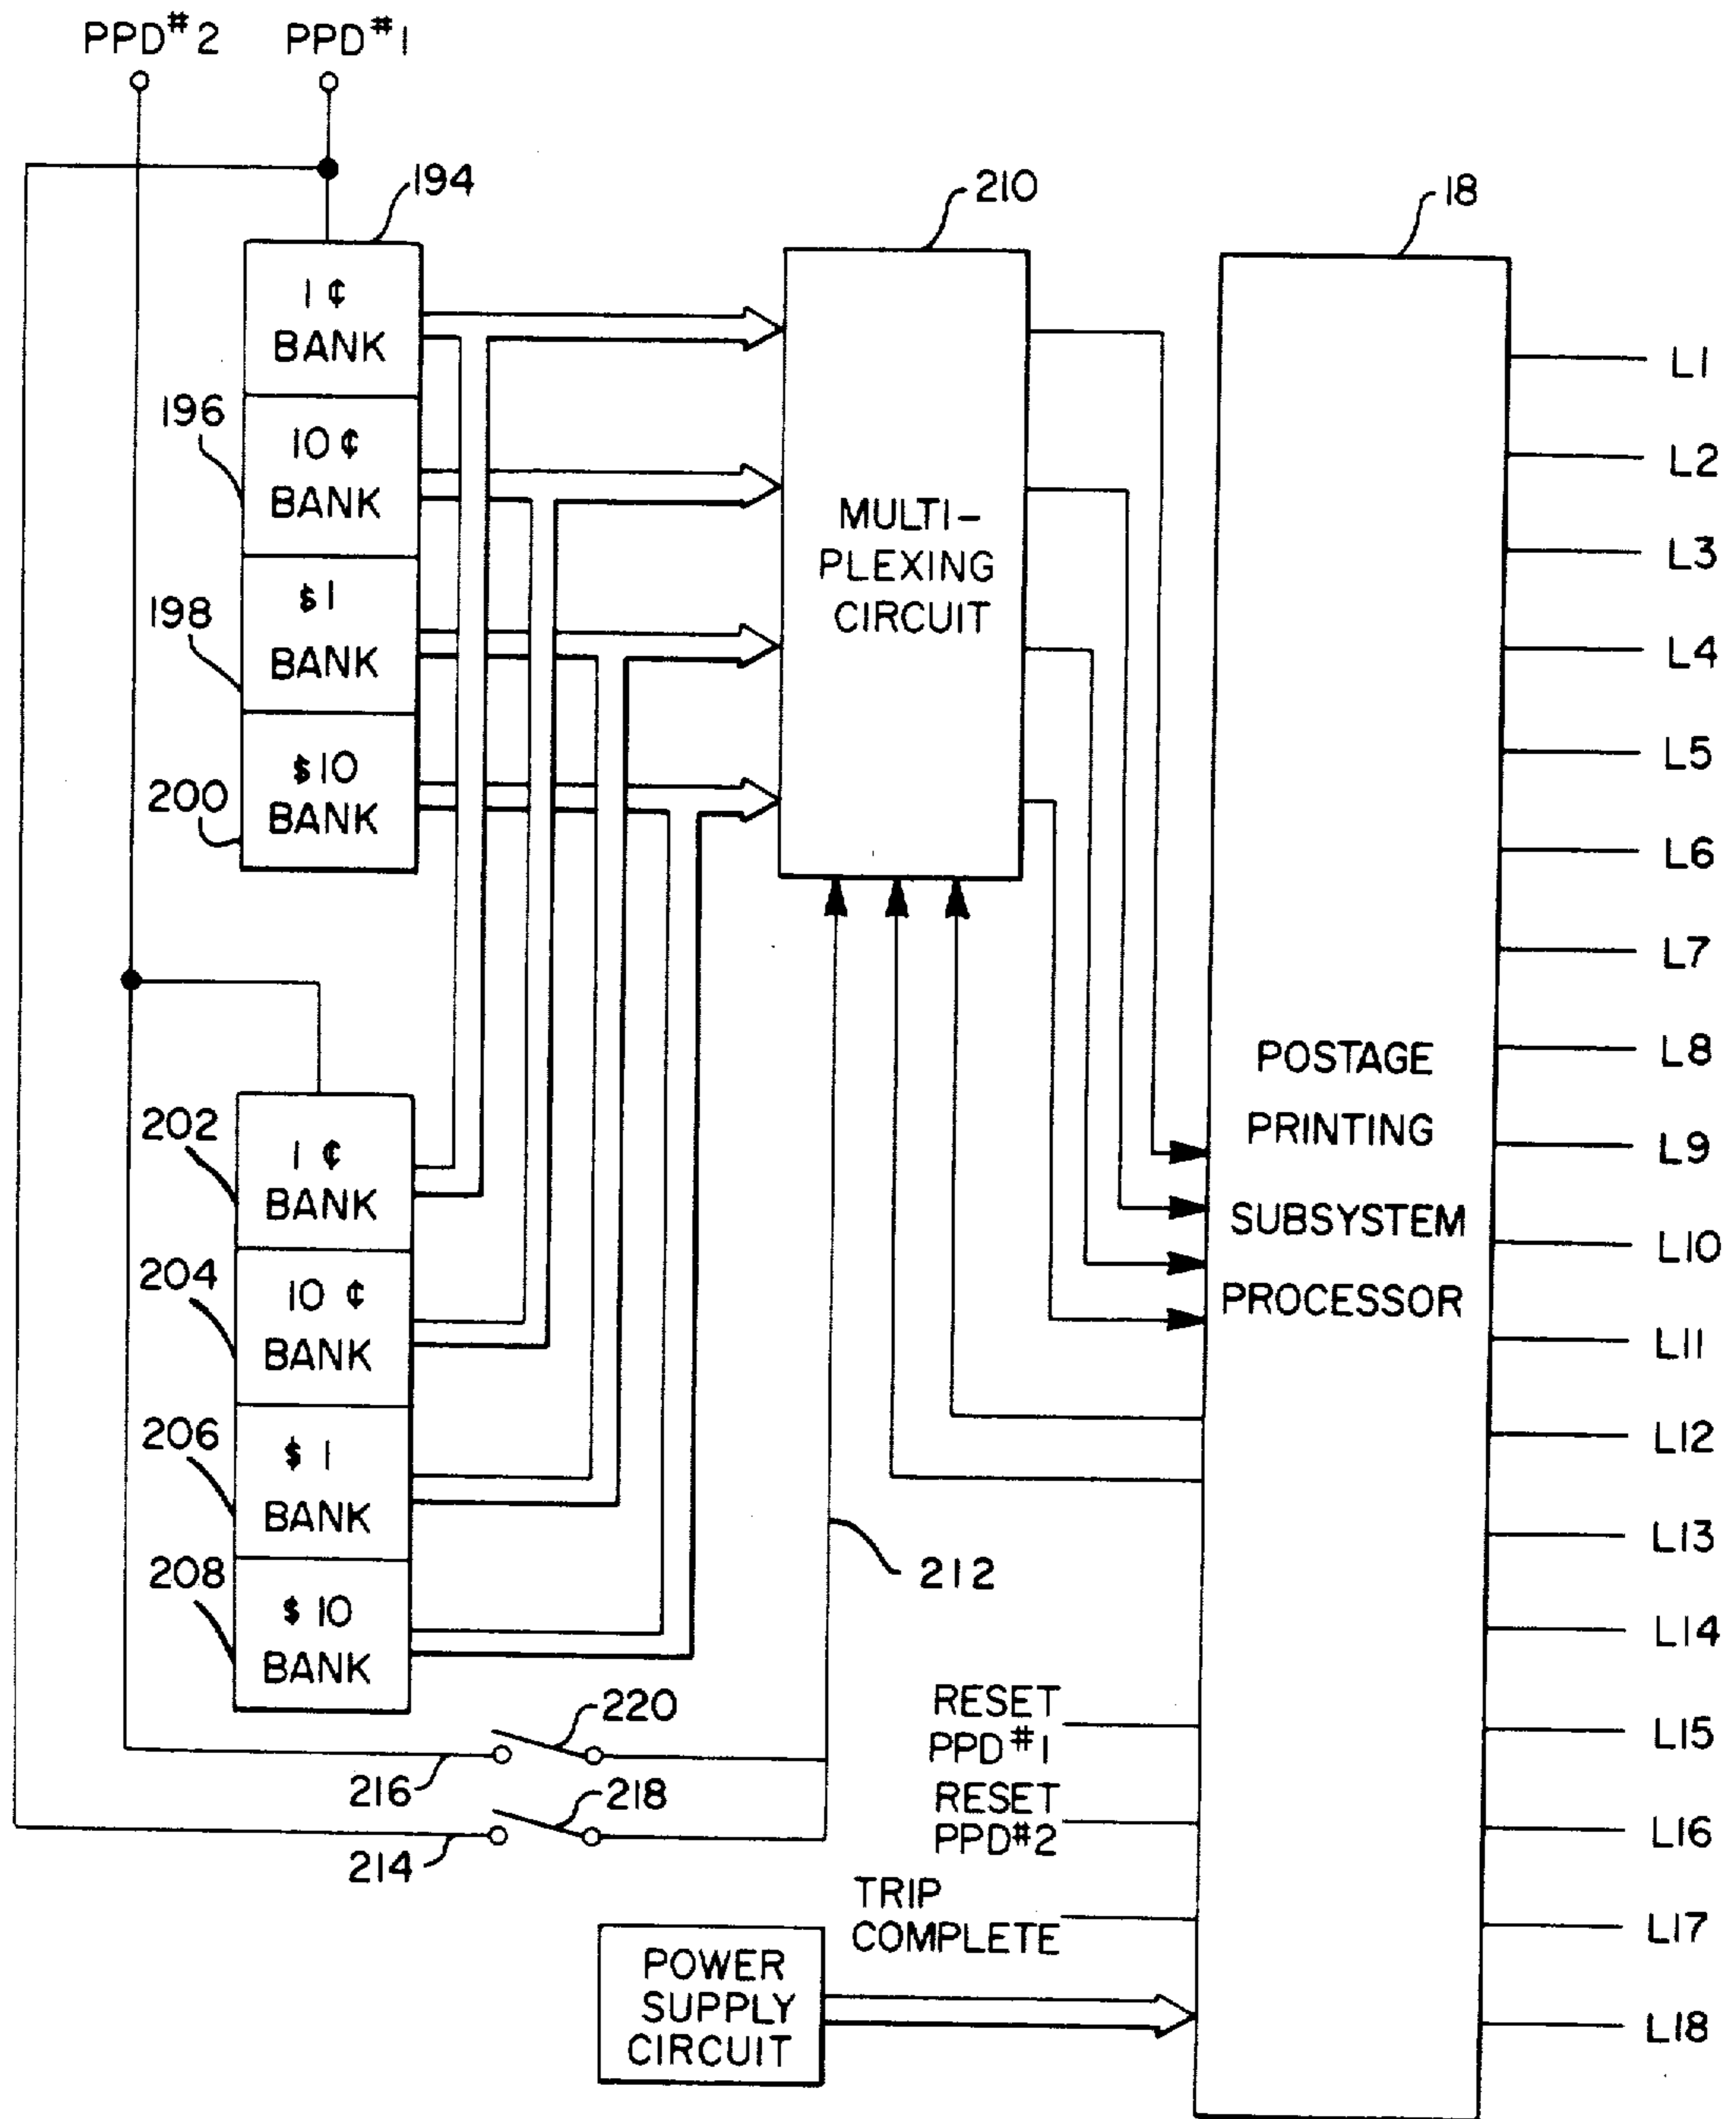 PPD#2
PPD#1
194
1¢
BANK
196
10¢
BANK
198
$1
BANK
200
$10
BANK
202
1¢
BANK
204
10¢
BANK
206
$1
BANK
208
$10
BANK
210
MULTI-
PLEXING
CIRCUIT
212
220
216
218
214
18
POSTAGE
PRINTING
SUBSYSTEM
PROCESSOR
RESET
PPD#1
RESET
PPD#2
TRIP
COMPLETE
POWER
SUPPLY
CIRCUIT
L1
L2
L3
L4
L5
L6
L7
L8
L9
L10
L11
L12
L13
L14
L15
L16
L17
L18